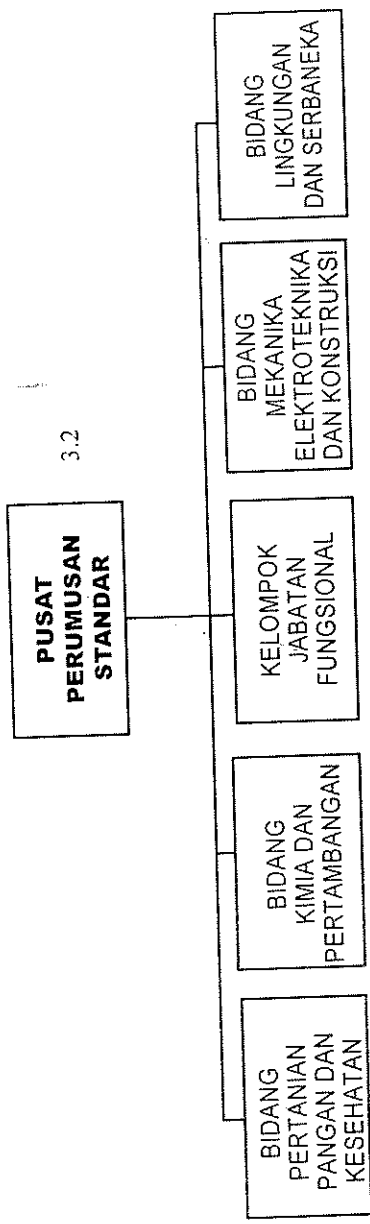 PUSAT
PERUMUSAN
STANDAR
3.2
BIDANG
PERTANIAN
PANGAN DAN
KESEHATAN
BIDANG
KIMIA DAN
PERTAMBANGAN
KELOMPOK
JABATAN
FUNGSIONAL
BIDANG
MEKANIKA
ELEKTROTEKNIKA
DAN KONSTRUKSI
BIDANG
LINGKUNGAN
DAN SERBANEKA